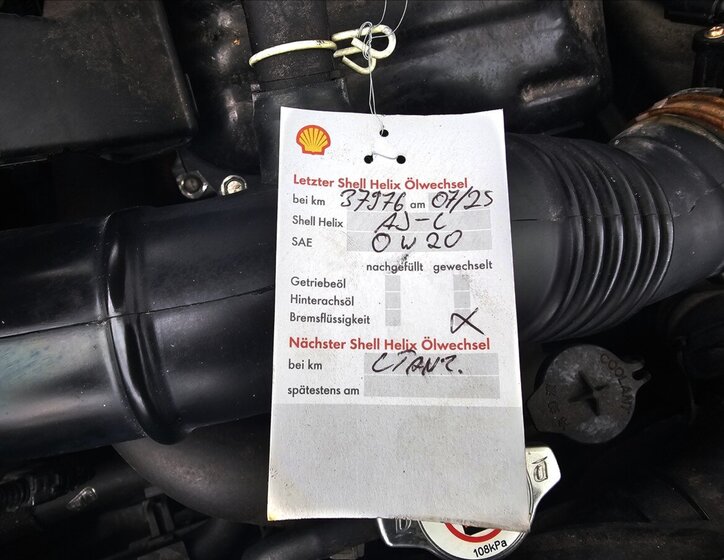 Letzter Shell Helix Ölwechsel
bei km 37976 am 07/25
Shell Helix AJ-L
SAE 0W20
nachgefüllt gewechselt
Getriebeöl
Hinterachsöl
Bremsflüssigkeit X
Nächster Shell Helix Ölwechsel
bei km
spätestens am
COOLANT
108kPa